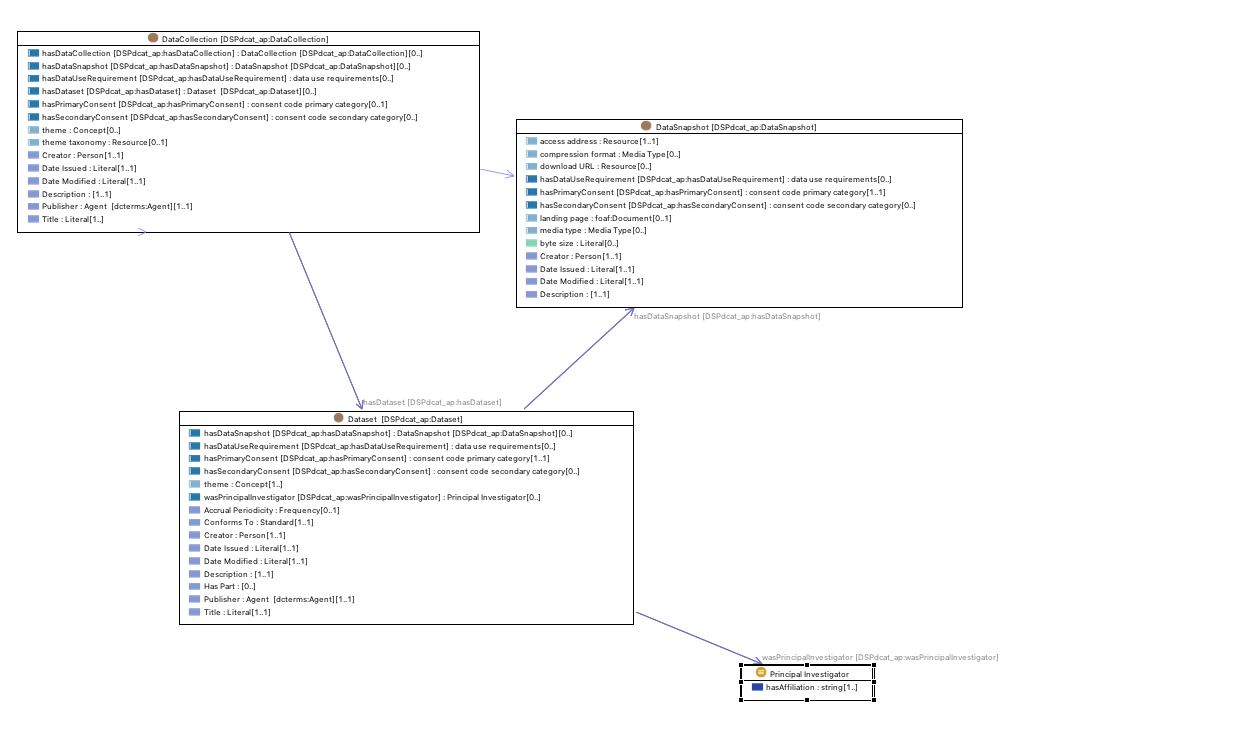 DataCollection [DSPdcat_ap:DataCollection]
hasDataCollection [DSPdcat_ap:hasDataCollection] : DataCollection [DSPdcat_ap:DataCollection][0..]
hasDataSnapshot [DSPdcat_ap:hasDataSnapshot] : DataSnapshot [DSPdcat_ap:DataSnapshot][0..]
hasDataUseRequirement [DSPdcat_ap:hasDataUseRequirement] : data use requirements[0..]
hasDataset [DSPdcat_ap:hasDataset] : Dataset [DSPdcat_ap:Dataset][0..]
hasPrimaryConsent [DSPdcat_ap:hasPrimaryConsent] : consent code primary category[0..1]
hasSecondaryConsent [DSPdcat_ap:hasSecondaryConsent] : consent code secondary category[0..]
theme : Concept[0..]
theme taxonomy : Resource[0..1]
Creator : Person[1..1]
Date Issued : Literal[1..1]
Date Modified : Literal[1..1]
Description : [1..1]
Publisher : Agent [dcterms:Agent][1..1]
Title : Literal[1..]
DataSnapshot [DSPdcat_ap:DataSnapshot]
access address : Resource[1..1]
compression format : Media Type[0..]
download URL : Resource[0..]
hasDataUseRequirement [DSPdcat_ap:hasDataUseRequirement] : data use requirements[0..]
hasPrimaryConsent [DSPdcat_ap:hasPrimaryConsent] : consent code primary category[1..1]
hasSecondaryConsent [DSPdcat_ap:hasSecondaryConsent] : consent code secondary category[0..]
landing page : foaf:Document[0..1]
media type : Media Type[0..]
byte size : Literal[0..]
Creator : Person[1..1]
Date Issued : Literal[1..1]
Date Modified : Literal[1..1]
Description : [1..1]
hasDataSnapshot [DSPdcat_ap:hasDataSnapshot]
hasDataset [DSPdcat_ap:hasDataset]
Dataset [DSPdcat_ap:Dataset]
hasDataSnapshot [DSPdcat_ap:hasDataSnapshot] : DataSnapshot [DSPdcat_ap:DataSnapshot][0..]
hasDataUseRequirement [DSPdcat_ap:hasDataUseRequirement] : data use requirements[0..]
hasPrimaryConsent [DSPdcat_ap:hasPrimaryConsent] : consent code primary category[1..1]
hasSecondaryConsent [DSPdcat_ap:hasSecondaryConsent] : consent code secondary category[0..]
theme : Concept[1..]
wasPrincipalInvestigator [DSPdcat_ap:wasPrincipalInvestigator] : Principal Investigator[0..]
Accrual Periodicity : Frequency[0..1]
Conforms To : Standard[1..1]
Creator : Person[1..1]
Date Issued : Literal[1..1]
Date Modified : Literal[1..1]
Description : [1..1]
Has Part : [0..]
Publisher : Agent [dcterms:Agent][1..1]
Title : Literal[1..1]
wasPrincipalInvestigator [DSPdcat_ap:wasPrincipalInvestigator]
Principal Investigator
hasAffiliation : string[1..]